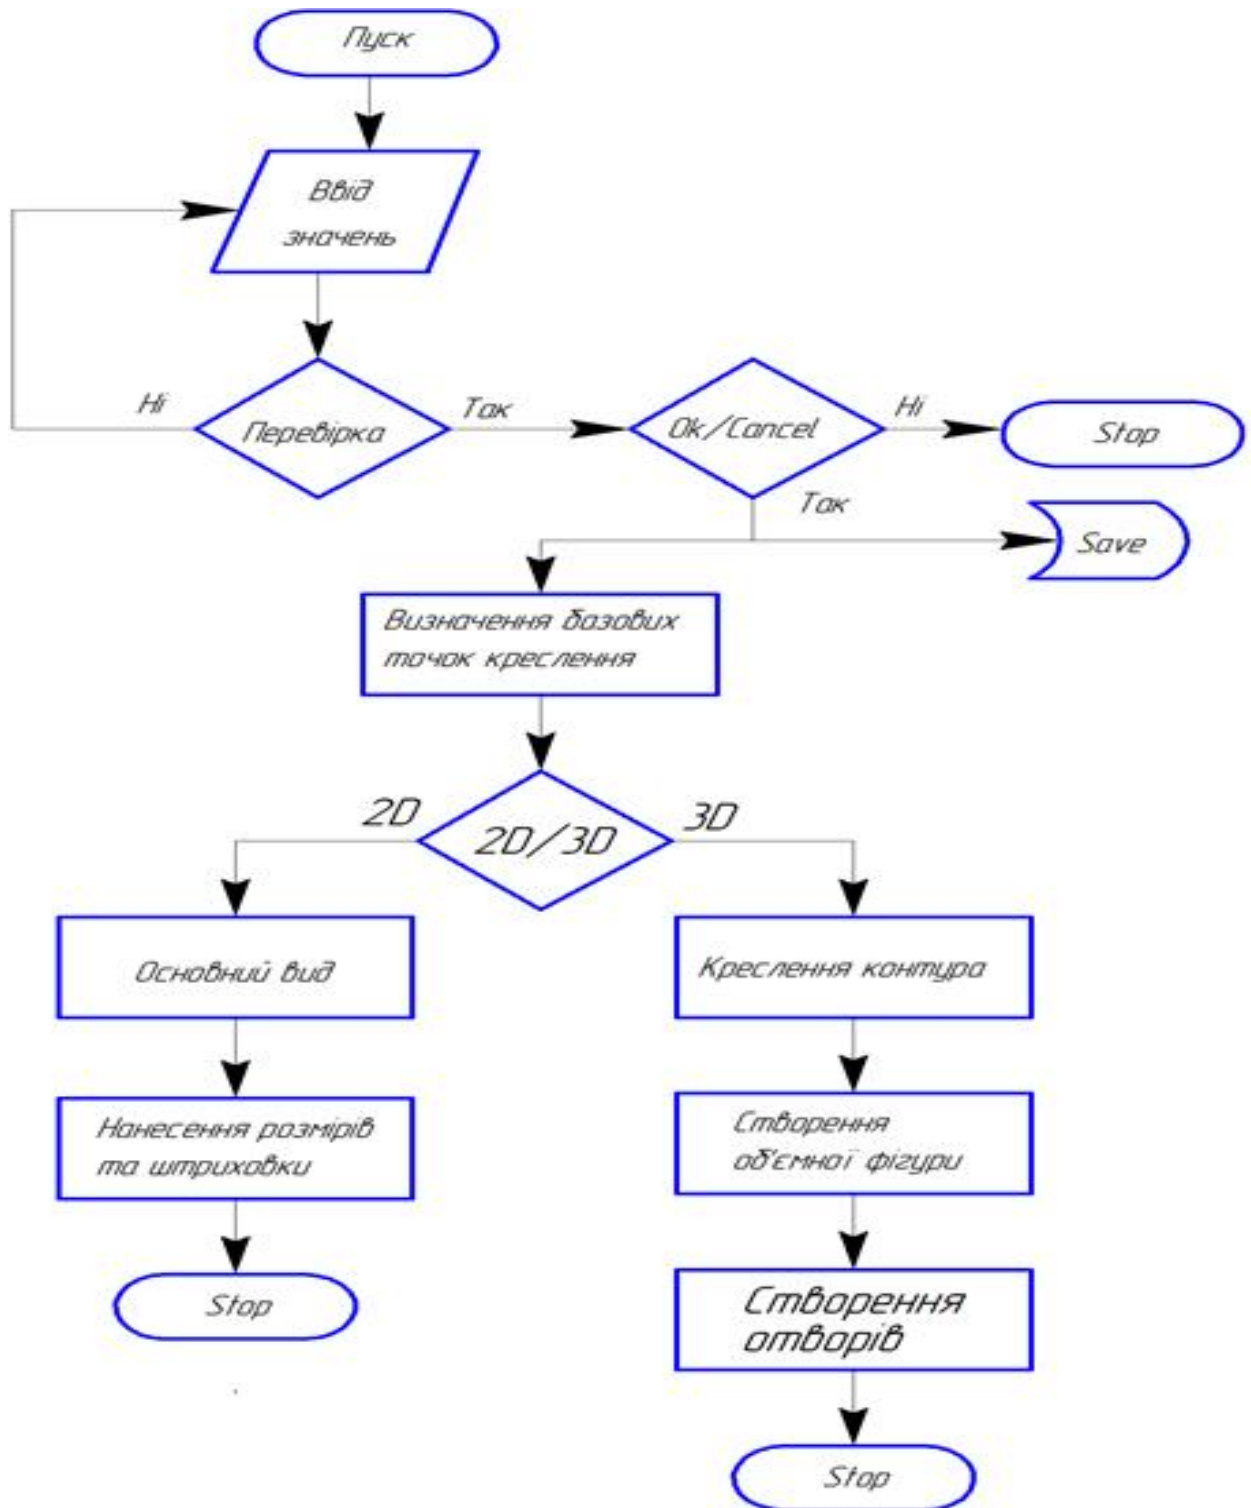 Пуск
Ввід
значень
Ні
Перевірка
Так
Ok/Cancel
Ні
Stop
Так
Save
Визначення базових
точок креслення
2D
2D/3D
3D
Основний вид
Креслення контура
Нанесення розмірів
та штриховки
Створення
об'ємної фігури
Stop
Створення
отворів
Stop